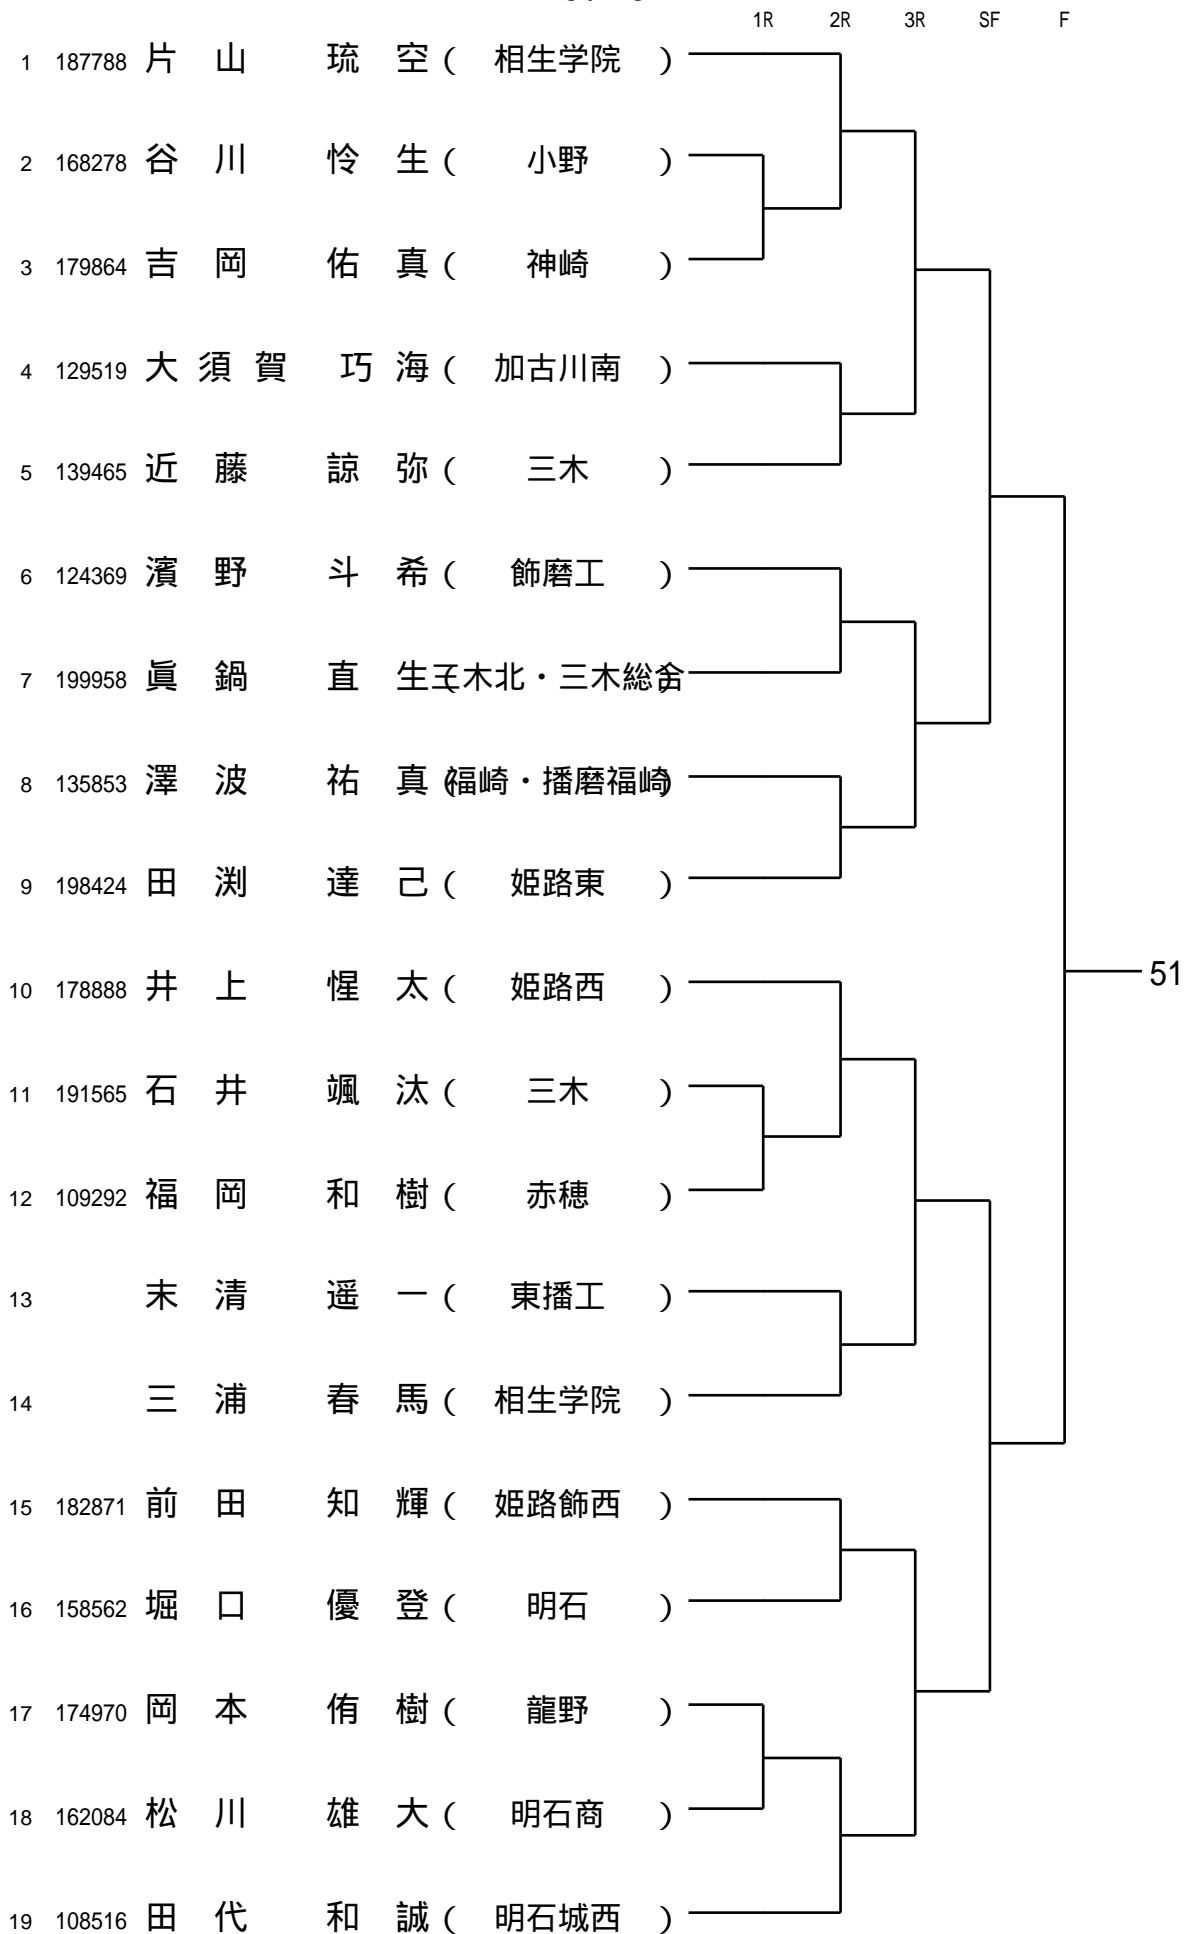 1R 2R 3R SF F
1 187788 片山 琉空 ( 相生学院 )
2 168278 谷川 怜生 ( 小野 )
3 179864 吉岡 佑真 ( 神崎 )
4 129519 大須賀 巧海 ( 加古川南 )
5 139465 近藤 諒弥 ( 三木 )
6 124369 濱野 斗希 ( 飾磨工 )
7 199958 眞鍋 直生 ( 三木北・三木総合 )
8 135853 澤波 祐真 ( 福崎・播磨福崎 )
9 198424 田渕 達己 ( 姫路東 )
51
10 178888 井上 惺太 ( 姫路西 )
11 191565 石井 颯汰 ( 三木 )
12 109292 福岡 和樹 ( 赤穂 )
13 末清 遥一 ( 東播工 )
14 三浦 春馬 ( 相生学院 )
15 182871 前田 知輝 ( 姫路飾西 )
16 158562 堀口 優登 ( 明石 )
17 174970 岡本 侑樹 ( 龍野 )
18 162084 松川 雄大 ( 明石商 )
19 108516 田代 和誠 ( 明石城西 )